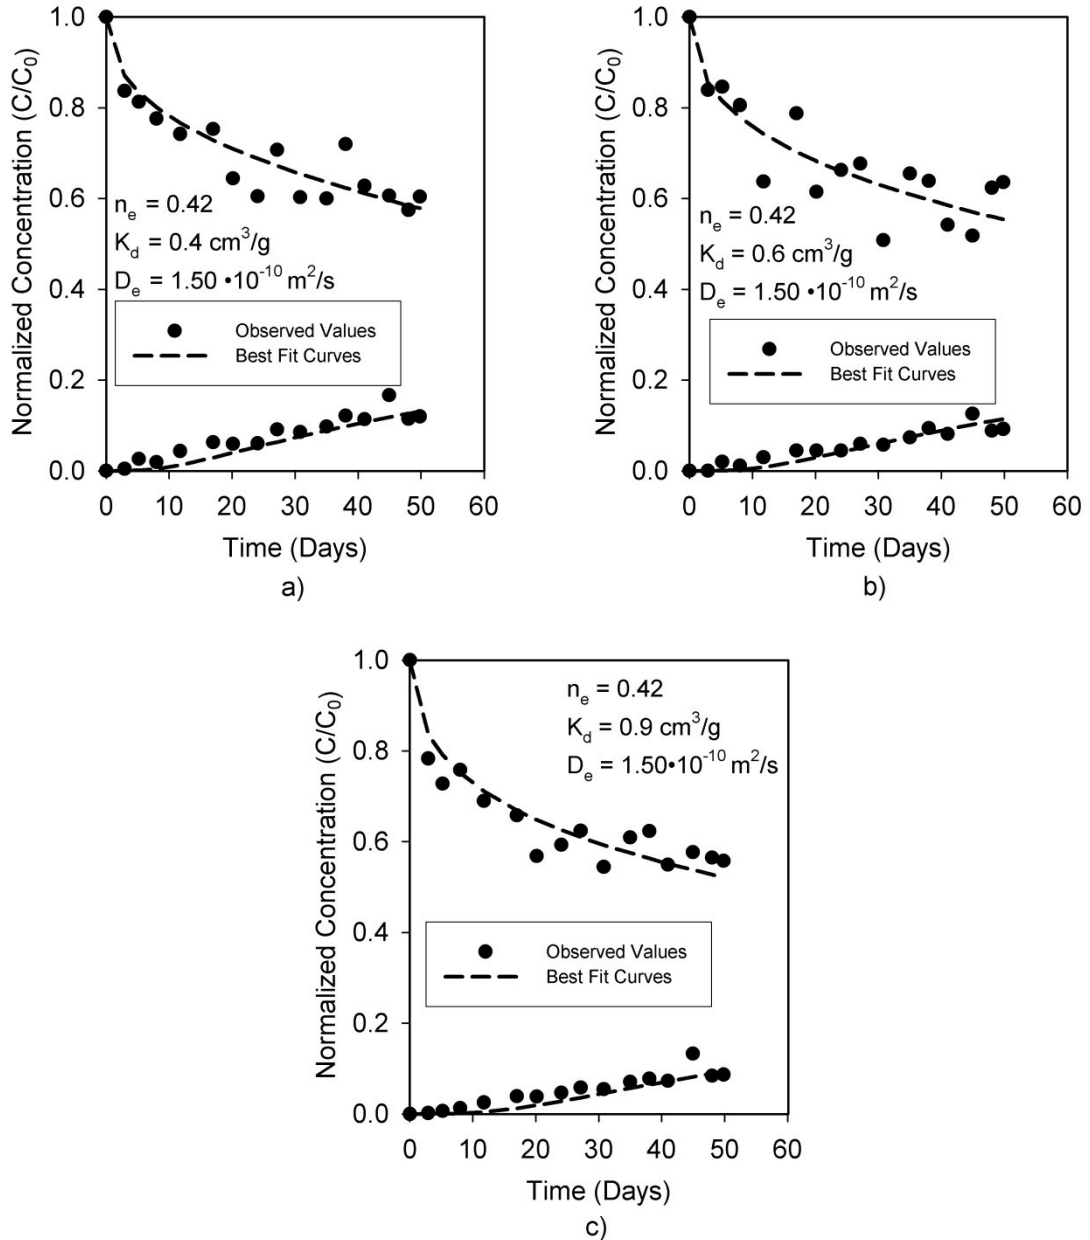 Normalized Concentration (C/C₀)
1.0
0.8
0.6
0.4
0.2
0.0
nₑ = 0.42
K_d = 0.4 cm³/g
Dₑ = 1.50 •10⁻¹⁰ m²/s
Observed Values
Best Fit Curves
0 10 20 30 40 50 60
Time (Days)
a)
Normalized Concentration (C/C₀)
1.0
0.8
0.6
0.4
0.2
0.0
nₑ = 0.42
K_d = 0.6 cm³/g
Dₑ = 1.50 •10⁻¹⁰ m²/s
Observed Values
Best Fit Curves
0 10 20 30 40 50 60
Time (Days)
b)
Normalized Concentration (C/C₀)
1.0
0.8
0.6
0.4
0.2
0.0
nₑ = 0.42
K_d = 0.9 cm³/g
Dₑ = 1.50•10⁻¹⁰ m²/s
Observed Values
Best Fit Curves
0 10 20 30 40 50 60
Time (Days)
c)